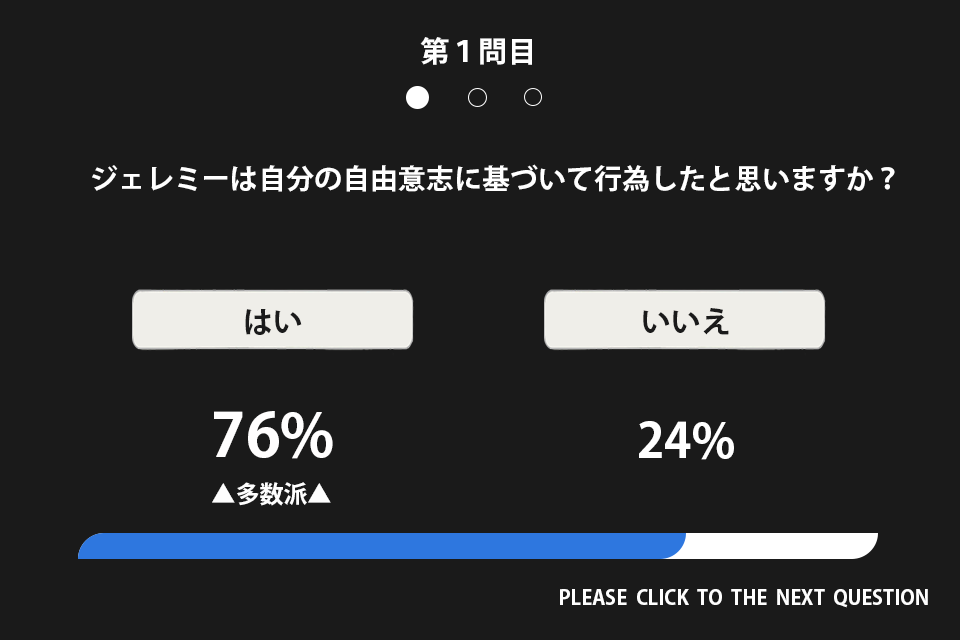 第１問目
ジェレミーは自分の自由意志に基づいて行為したと思いますか？
はい
いいえ
76%
24%
▲多数派▲
PLEASE CLICK TO THE NEXT QUESTION